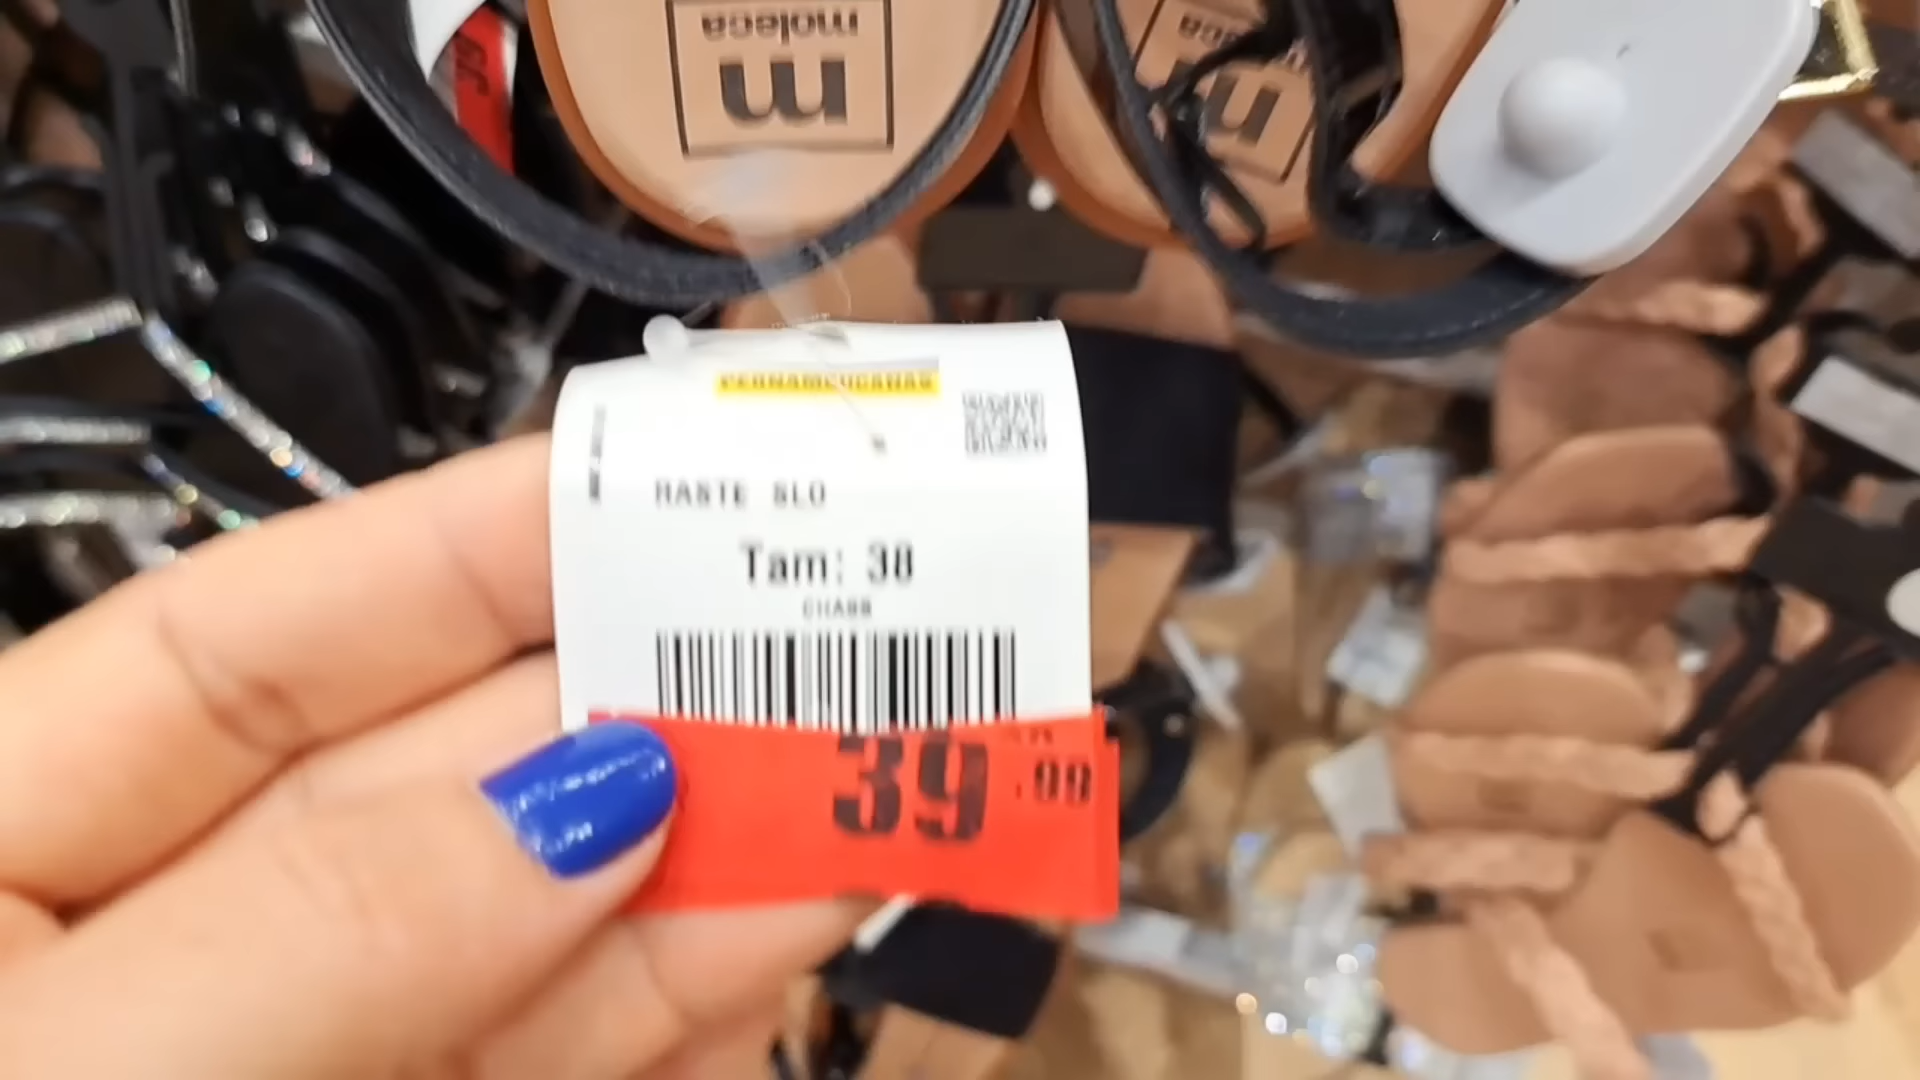 moleca
m
PERNAMBUCANAS
RASTE SLO
Tam: 38
39,99